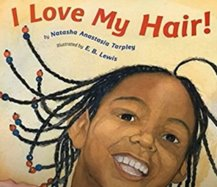 I Love My Hair!
by Natasha Anastasia Tarpley
Illustrated by E. B. Lewis